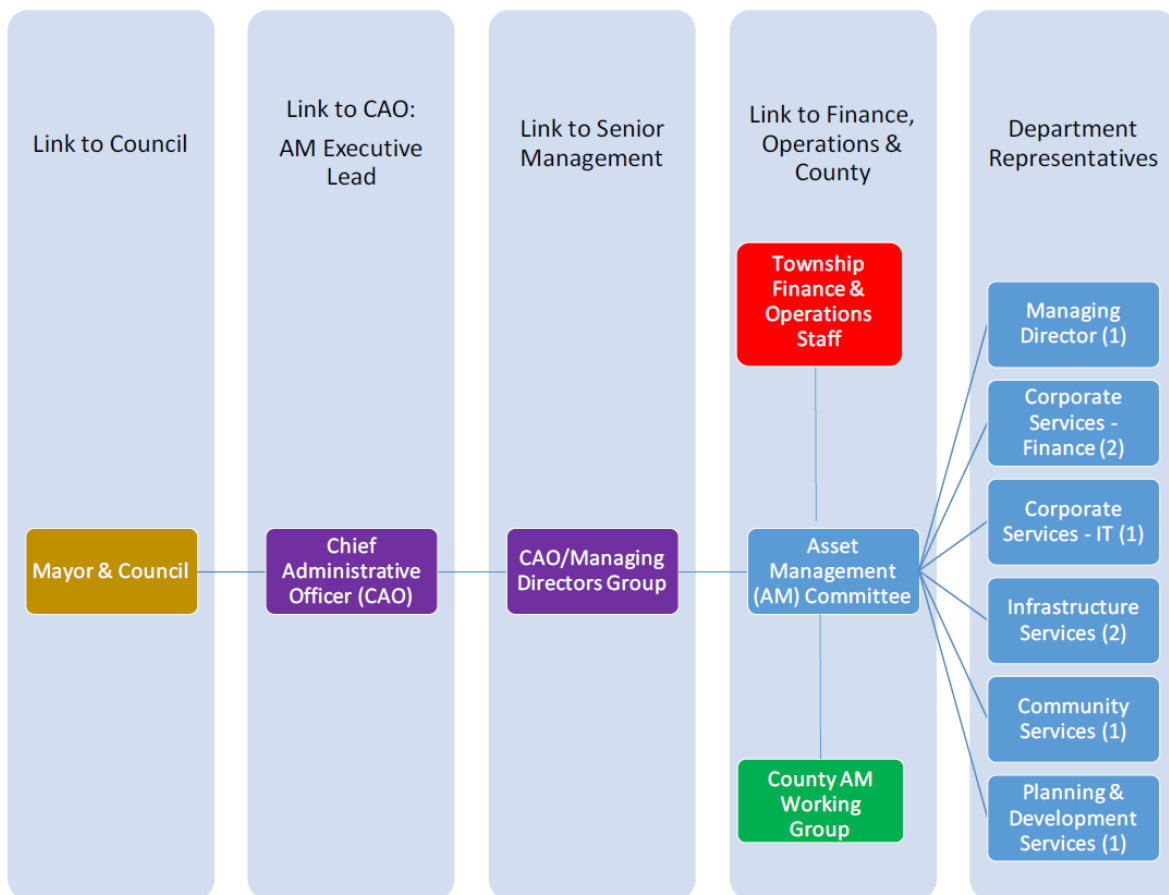 Link to Council
Link to CAO:
AM Executive
Lead
Link to Senior
Management
Link to Finance,
Operations &
County
Department
Representatives
Township
Finance &
Operations
Staff
Mayor & Council
Chief
Administrative
Officer (CAO)
CAO/Managing
Directors Group
Asset
Management
(AM) Committee
County AM
Working
Group
Managing
Director (1)
Corporate
Services -
Finance (2)
Corporate
Services - IT (1)
Infrastructure
Services (2)
Community
Services (1)
Planning &
Development
Services (1)